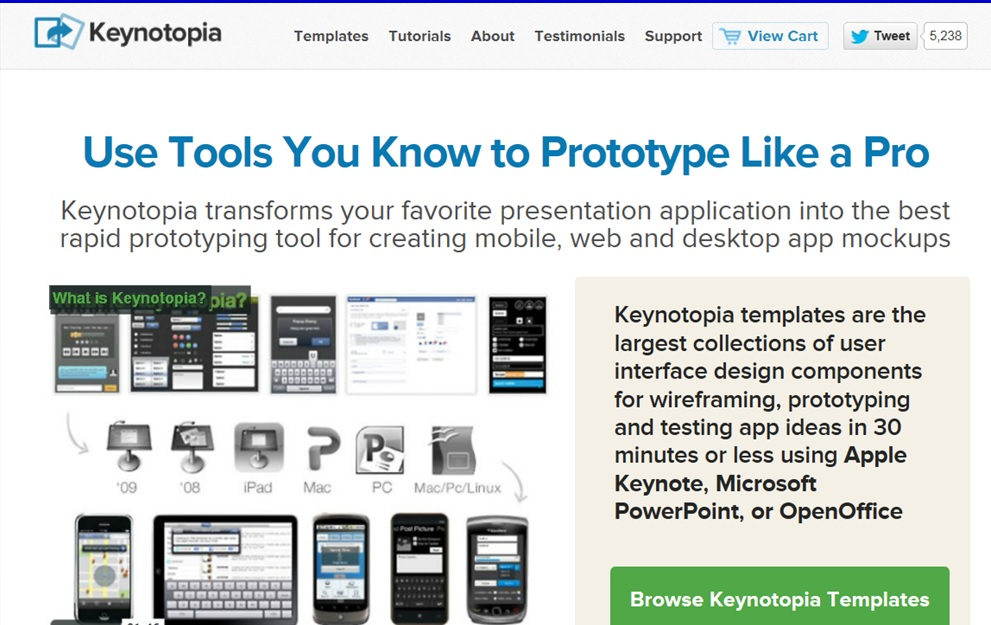 Keynotopia
Templates Tutorials About Testimonials Support View Cart Tweet 5,238
Use Tools You Know to Prototype Like a Pro
Keynotopia transforms your favorite presentation application into the best
rapid prototyping tool for creating mobile, web and desktop app mockups
What is Keynotopia?
'09 '08 iPad Mac PC Mac/Pc/Linux
Keynotopia templates are the
largest collections of user
interface design components
for wireframing, prototyping
and testing app ideas in 30
minutes or less using Apple
Keynote, Microsoft
PowerPoint, or OpenOffice
Browse Keynotopia Templates